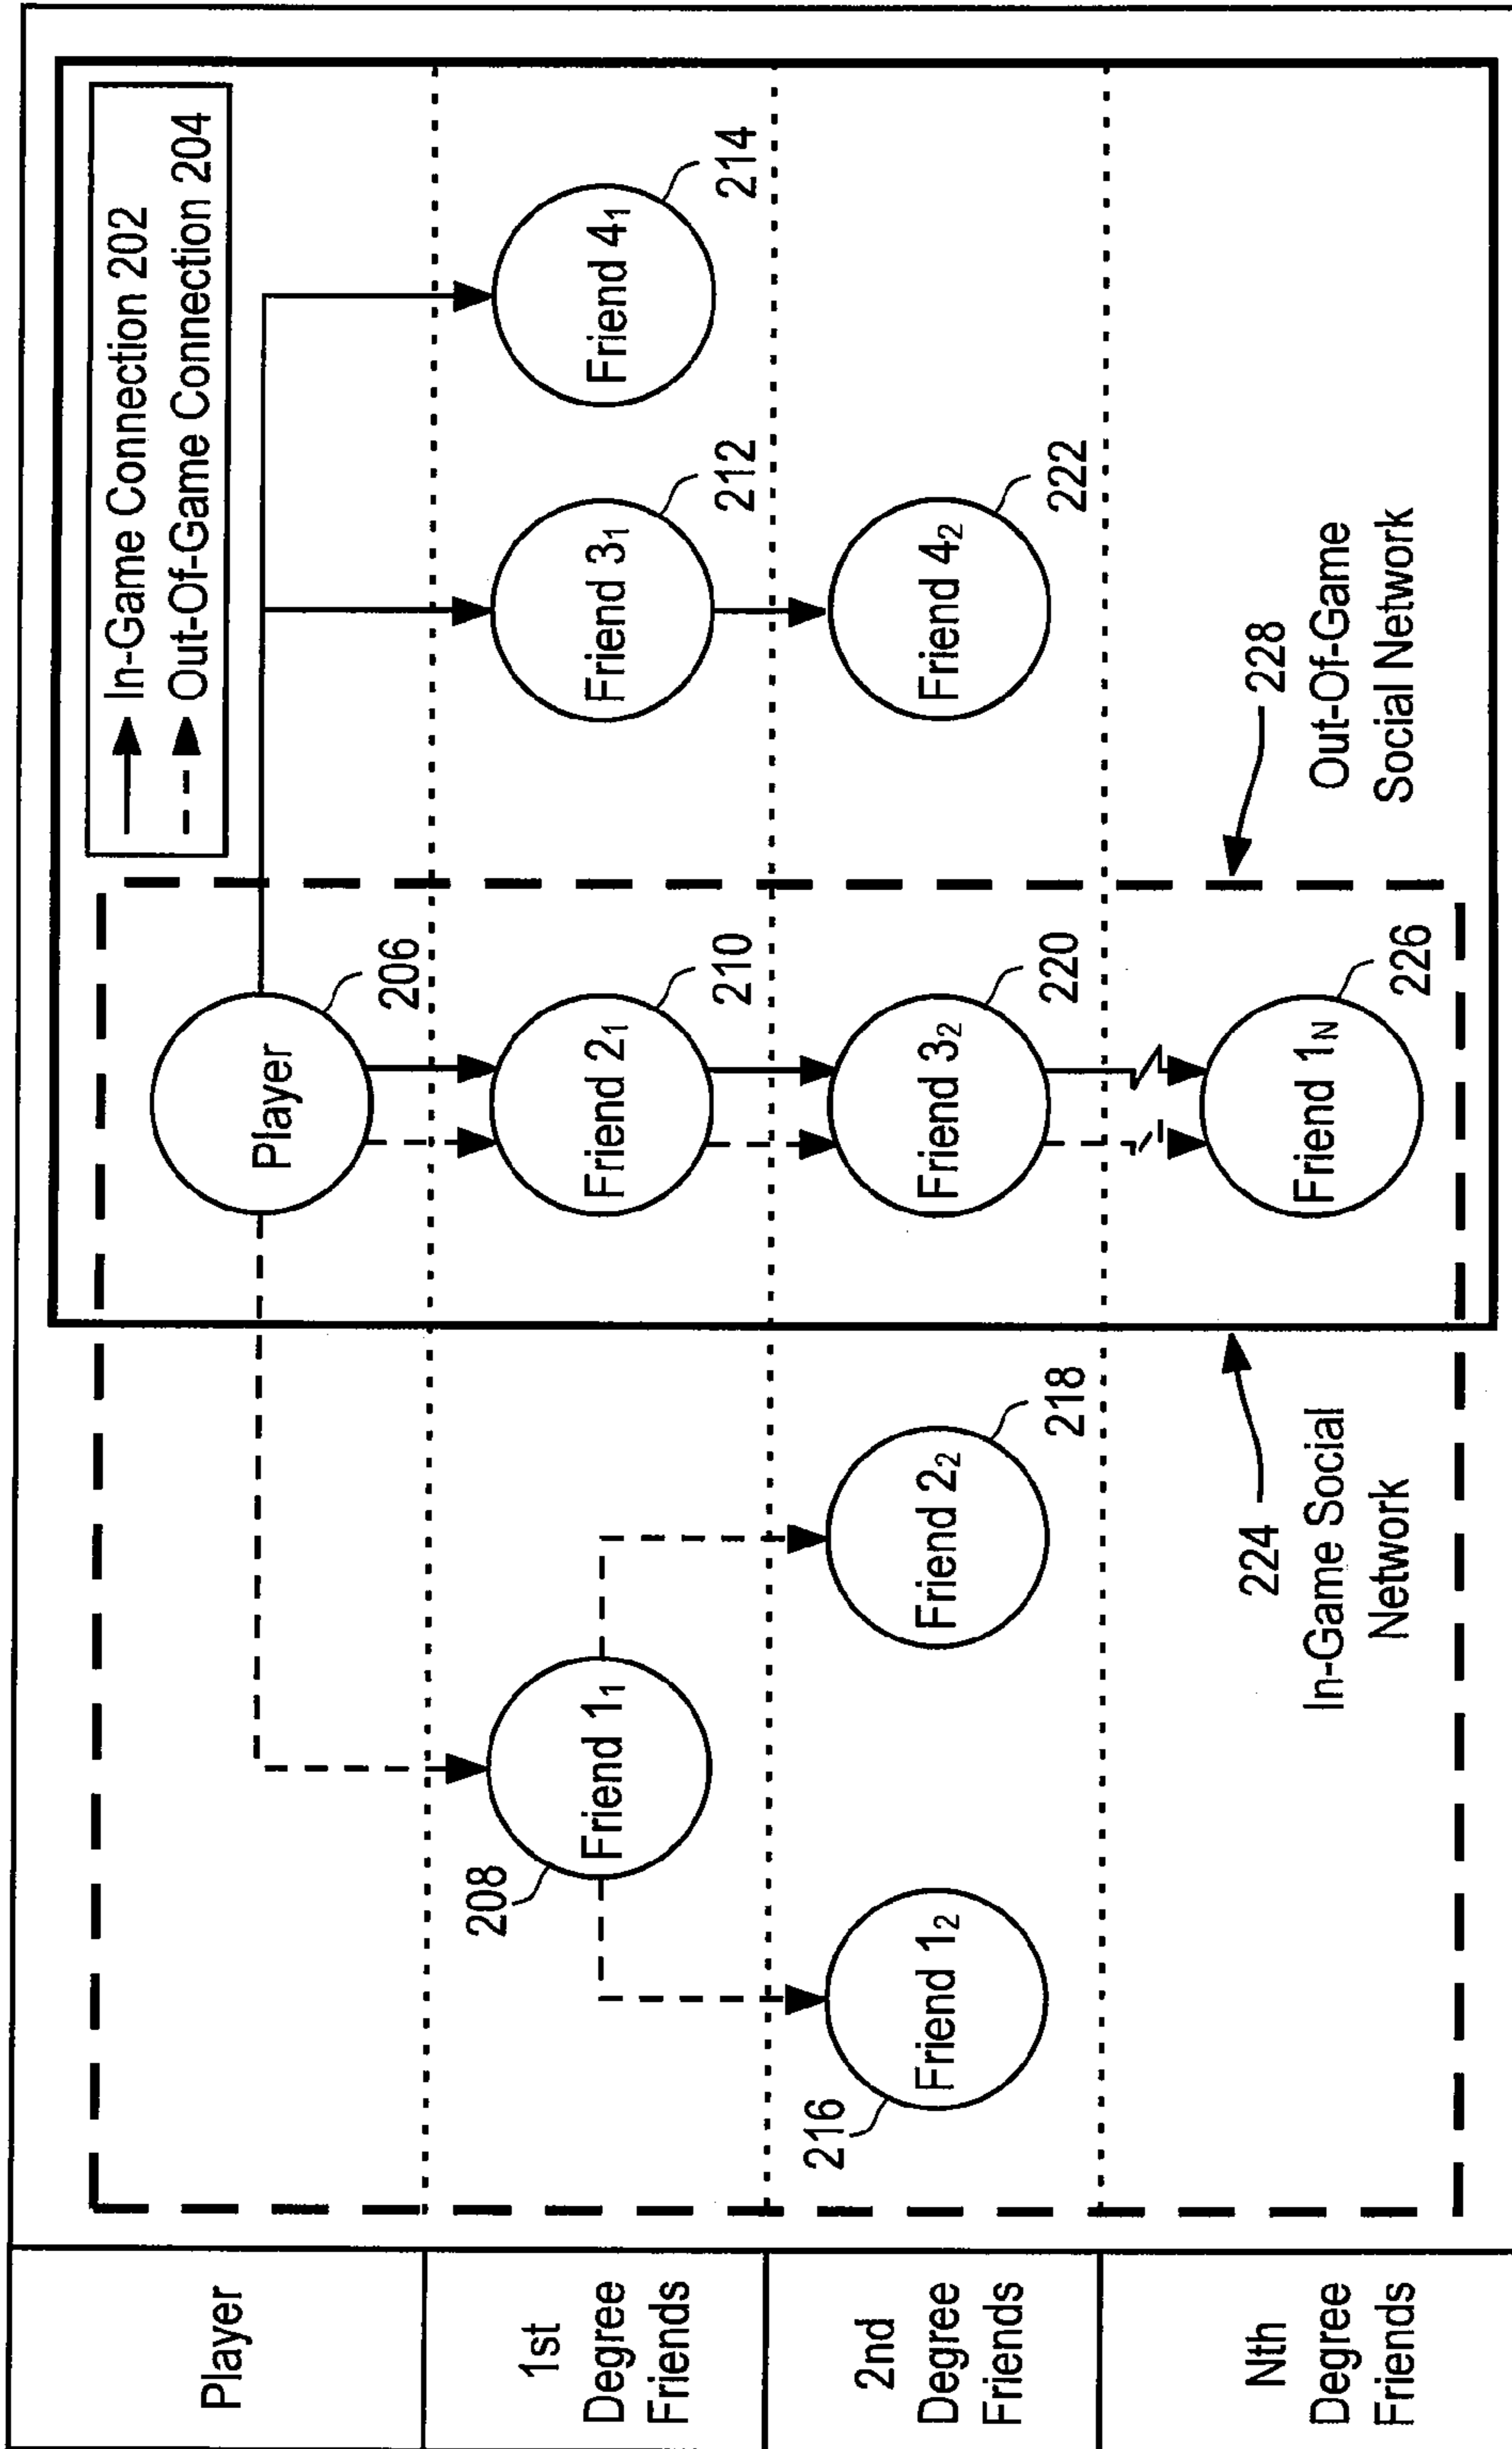 In-Game Connection 202
Out-Of-Game Connection 204
Player
Player
206
1st
Degree
Friends
208
Friend 1₁
Friend 2₁
210
Friend 3₁
212
Friend 4₁
214
2nd
Degree
Friends
216
Friend 1₂
Friend 2₂
218
Friend 3₂
220
Friend 4₂
222
Nth
Degree
Friends
224
In-Game Social
Network
Friend 1N
226
228
Out-Of-Game
Social Network